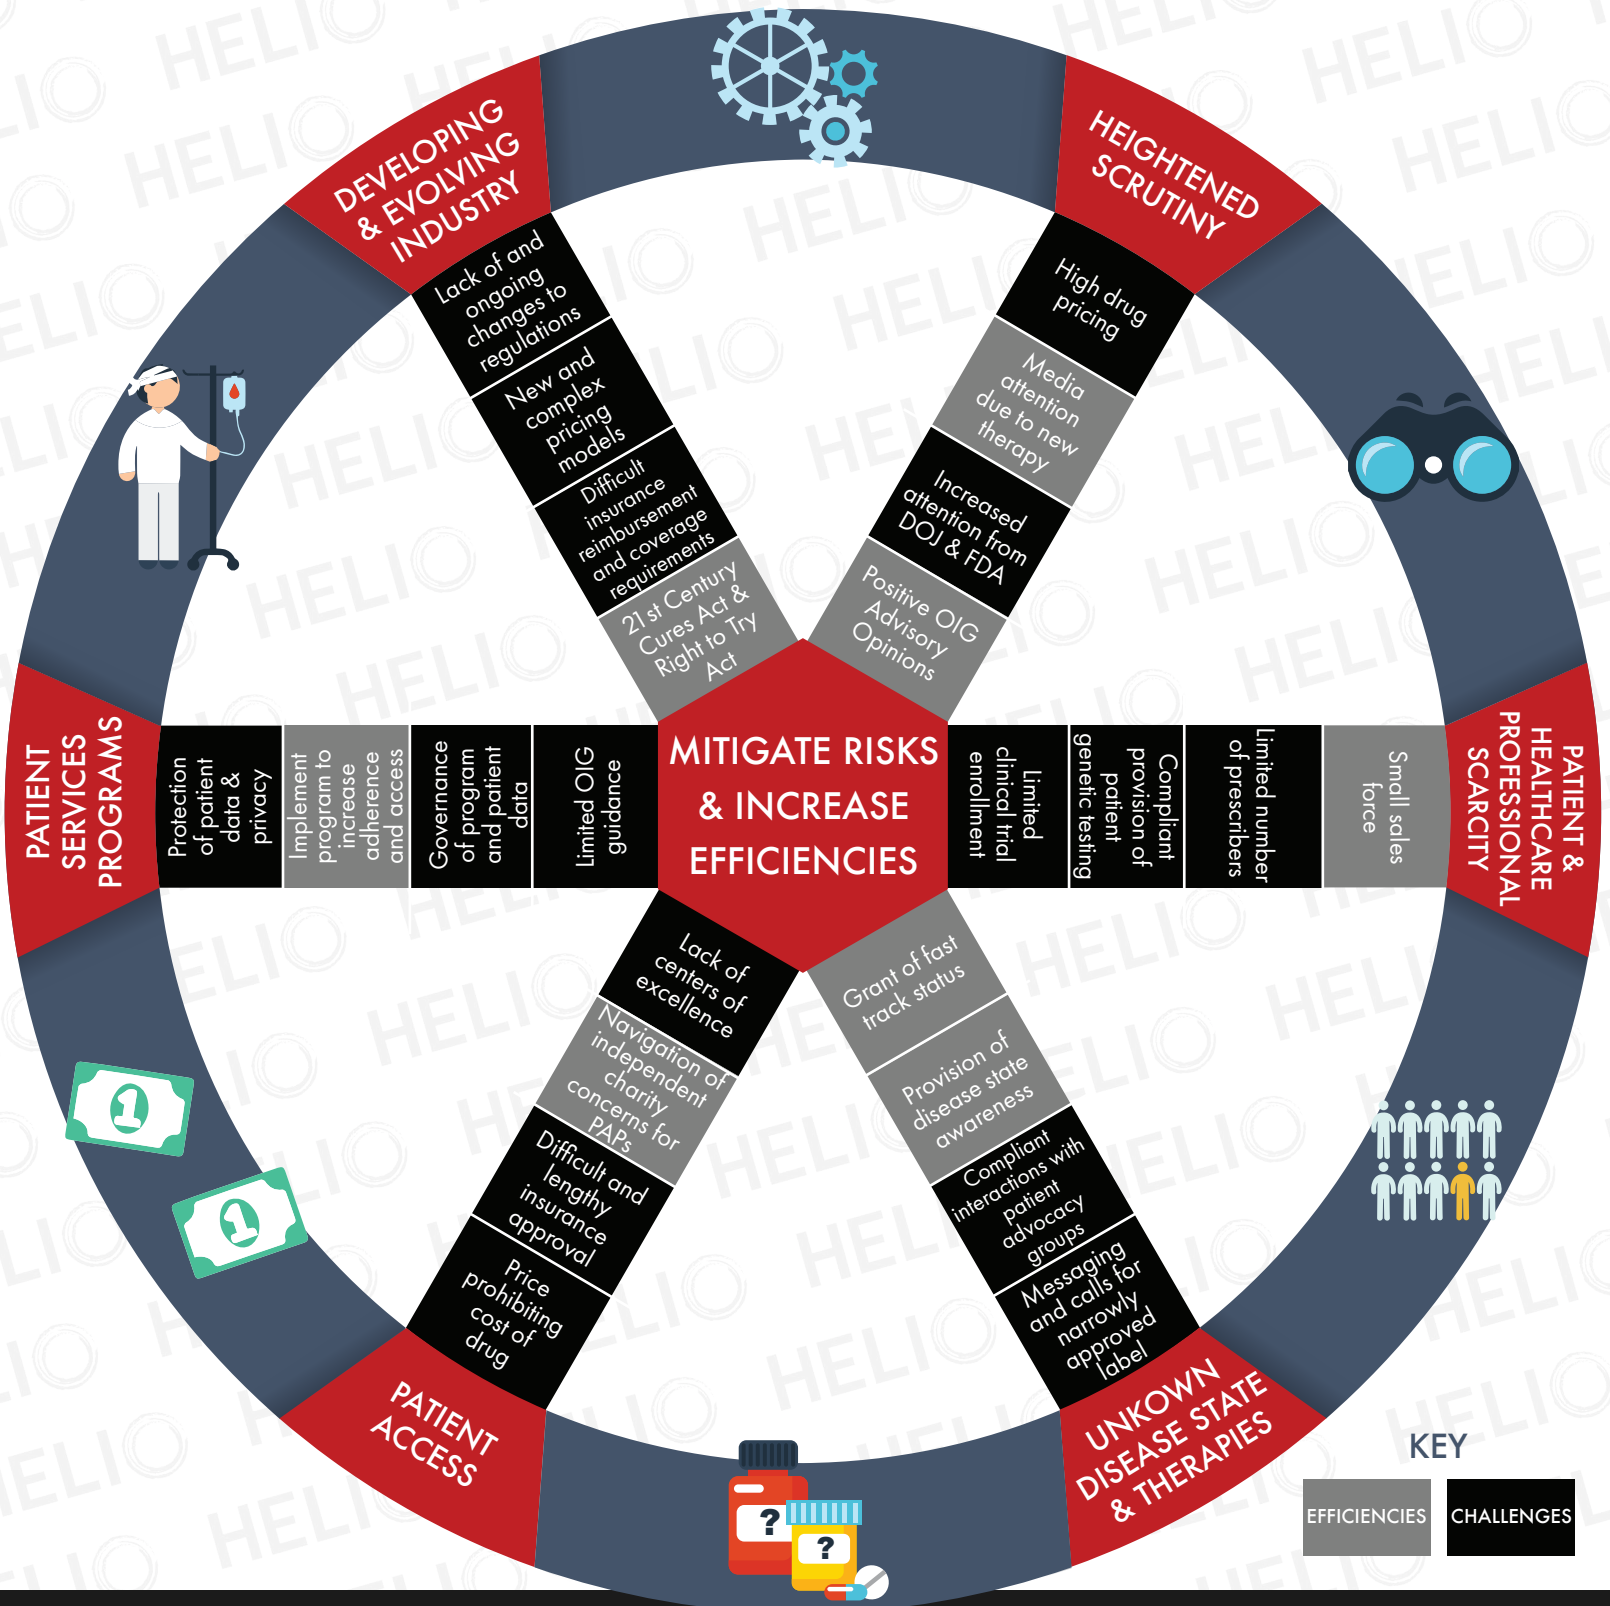 DEVELOPING
& EVOLVING
INDUSTRY
Lack of and
ongoing
changes to
regulations
New and
complex
pricing
models
Difficult
insurance
reimbursement
and coverage
requirements
21st Century
Cures Act &
Right to Try
Act
HEIGHTENED
SCRUTINY
High drug
pricing
Media
attention
due to new
therapy
Increased
attention from
DOJ & FDA
Positive OIG
Advisory
Opinions
PATIENT
SERVICES
PROGRAMS
Protection
of patient
data &
privacy
Implement
program to
increase
adherence
and access
Governance
of program
and patient
data
Limited OIG
guidance
MITIGATE RISKS
& INCREASE
EFFICIENCIES
Limited
clinical trial
enrollment
Compliant
provision of
patient
genetic testing
Limited number
of prescribers
Small sales
force
PATIENT &
HEALTHCARE
PROFESSIONAL
SCARCITY
Lack of
centers of
excellence
Navigation of
independent
charity
concerns for
PAPs
Difficult and
lengthy
insurance
approval
Price
prohibiting
cost of
drug
PATIENT
ACCESS
Grant of fast
track status
Provision of
disease state
awareness
Compliant
interactions with
patient
advocacy
groups
Messaging
and calls for
narrowly
approved
label
UNKOWN
DISEASE STATE
& THERAPIES
1
1
?
?
KEY
EFFICIENCIES
CHALLENGES
HELIO